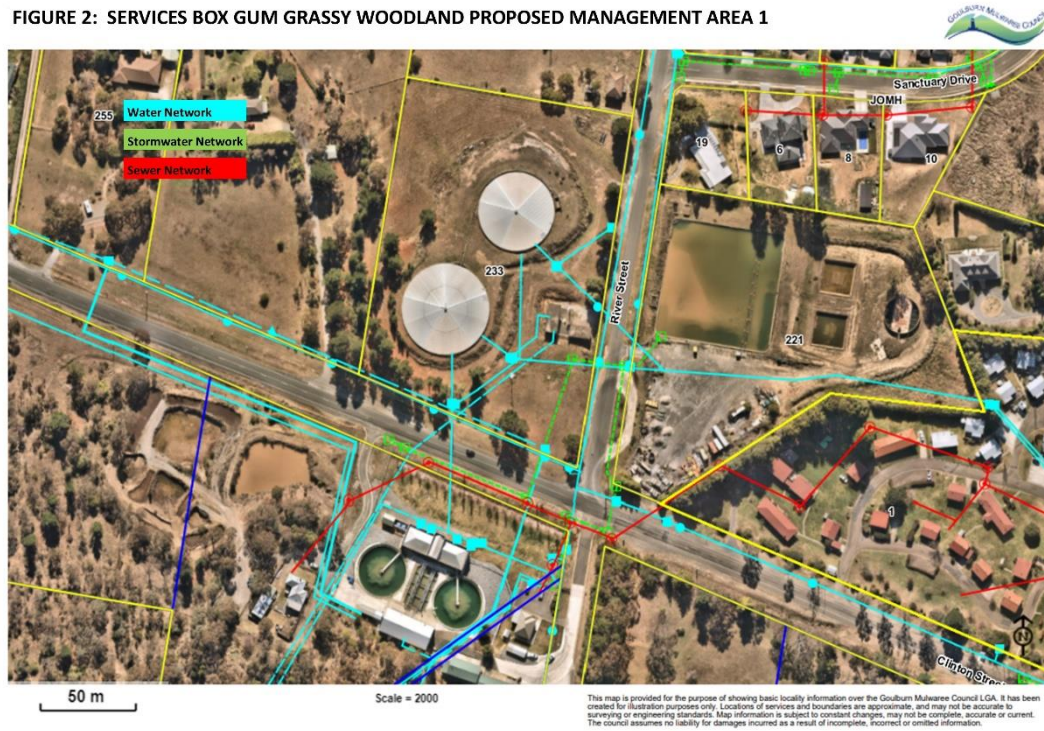 FIGURE 2: SERVICES BOX GUM GRASSY WOODLAND PROPOSED MANAGEMENT AREA 1
GOULBURN MULWAREE COUNCIL
Sanctuary Drive
JOMH
255
Water Network
Stormwater Network
Sewer Network
19
6
8
10
233
River Street
221
1
N
Clinton Street
50 m
Scale = 2000
This map is provided for the purpose of showing basic locality information over the Goulburn Mulwaree Council LGA. It has been
created for illustration purposes only. Locations of services and boundaries are approximate, and may not be accurate to
surveying or engineering standards. Map information is subject to constant changes, may not be complete, accurate or current.
The council assumes no liability for damages incurred as a result of incomplete, incorrect or omitted information.